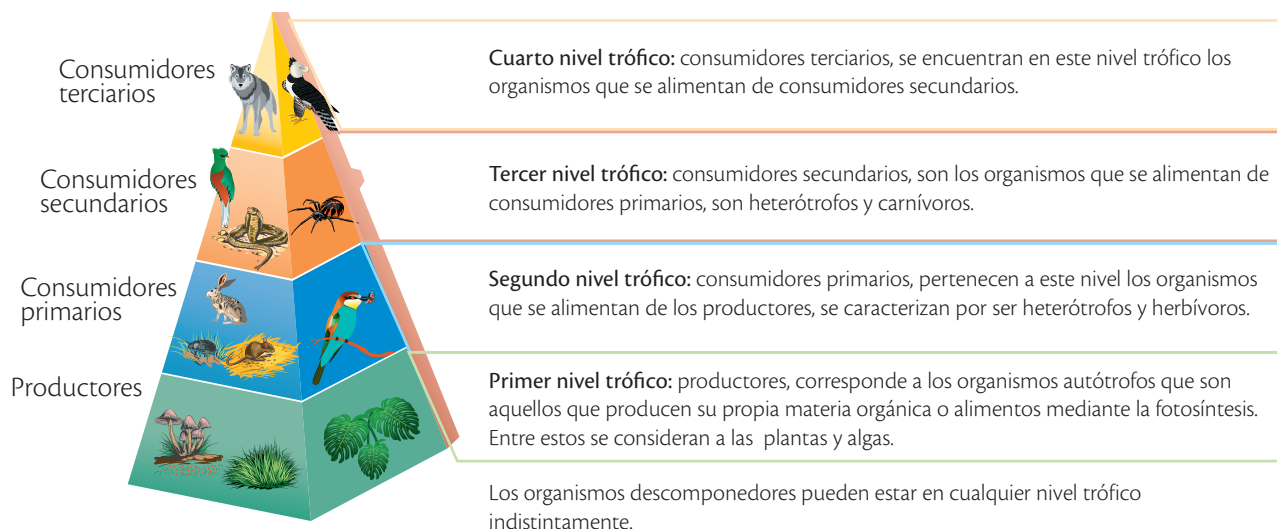 Consumidores
terciarios
Cuarto nivel trófico: consumidores terciarios, se encuentran en este nivel trófico los
organismos que se alimentan de consumidores secundarios.
Consumidores
secundarios
Tercer nivel trófico: consumidores secundarios, son los organismos que se alimentan de
consumidores primarios, son heterótrofos y carnívoros.
Consumidores
primarios
Segundo nivel trófico: consumidores primarios, pertenecen a este nivel los organismos
que se alimentan de los productores, se caracterizan por ser heterótrofos y herbívoros.
Productores
Primer nivel trófico: productores, corresponde a los organismos autótrofos que son
aquellos que producen su propia materia orgánica o alimentos mediante la fotosíntesis.
Entre estos se consideran a las plantas y algas.
Los organismos descomponedores pueden estar en cualquier nivel trófico
indistintamente.